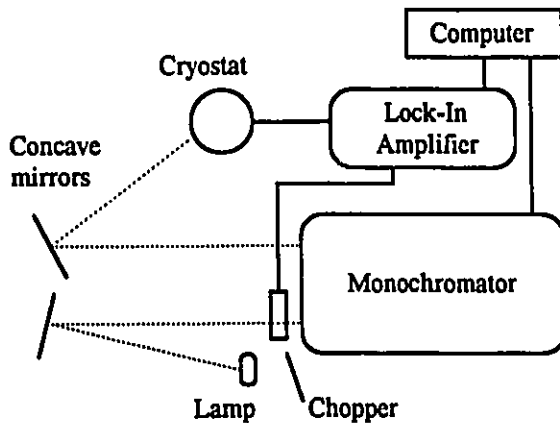 Computer
Cryostat
Lock-In
Amplifier
Concave
mirrors
Monochromator
Lamp
Chopper